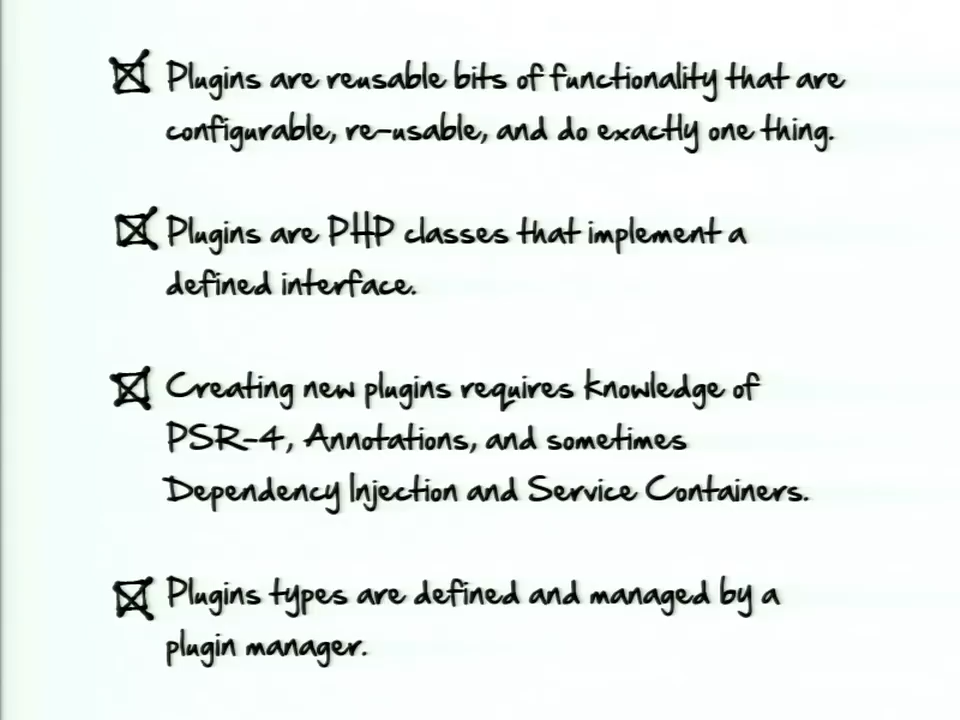 Plugins are reusable bits of functionality that are
configurable, re-usable, and do exactly one thing.
Plugins are PHP classes that implement a
defined interface.
Creating new plugins requires knowledge of
PSR-4, Annotations, and sometimes
Dependency Injection and Service Containers.
Plugins types are defined and managed by a
plugin manager.